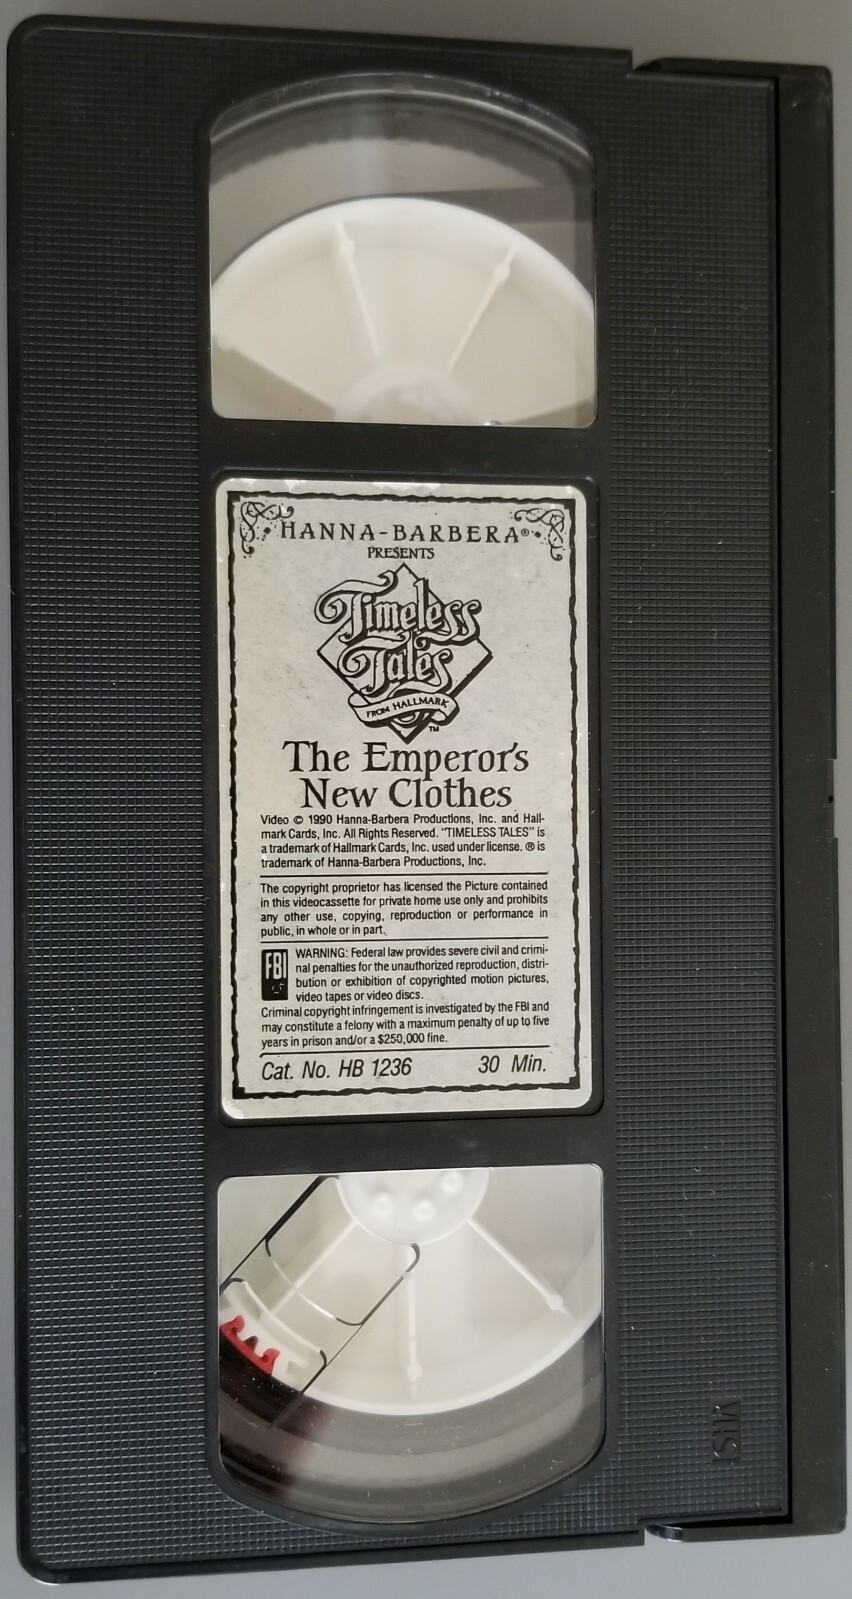 HANNA-BARBERA®
PRESENTS
Timeless
Tales
FROM HALLMARK
TM
The Emperor's
New Clothes
Video © 1990 Hanna-Barbera Productions, Inc. and Hall-
mark Cards, Inc. All Rights Reserved. "TIMELESS TALES" is
a trademark of Hallmark Cards, Inc. used under license. ® is
trademark of Hanna-Barbera Productions, Inc.
The copyright proprietor has licensed the Picture contained
in this videocassette for private home use only and prohibits
any other use, copying, reproduction or performance in
public, in whole or in part.
FBI
WARNING: Federal law provides severe civil and crimi-
nal penalties for the unauthorized reproduction, distri-
bution or exhibition of copyrighted motion pictures,
video tapes or video discs.
Criminal copyright infringement is investigated by the FBI and
may constitute a felony with a maximum penalty of up to five
years in prison and/or a $250,000 fine.
Cat. No. HB 1236 30 Min.
VHS